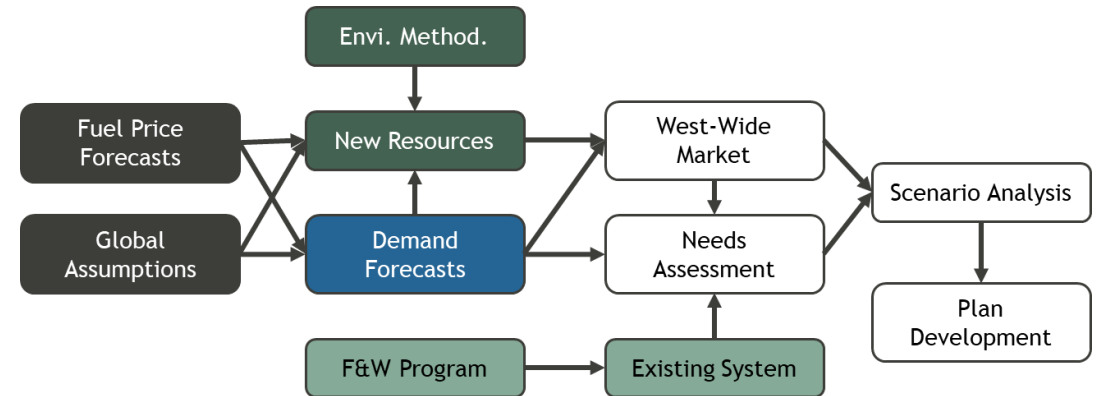 Envi. Method.
Fuel Price
Forecasts
New Resources
West-Wide
Market
Scenario Analysis
Global
Assumptions
Demand
Forecasts
Needs
Assessment
Plan
Development
F&W Program
Existing System